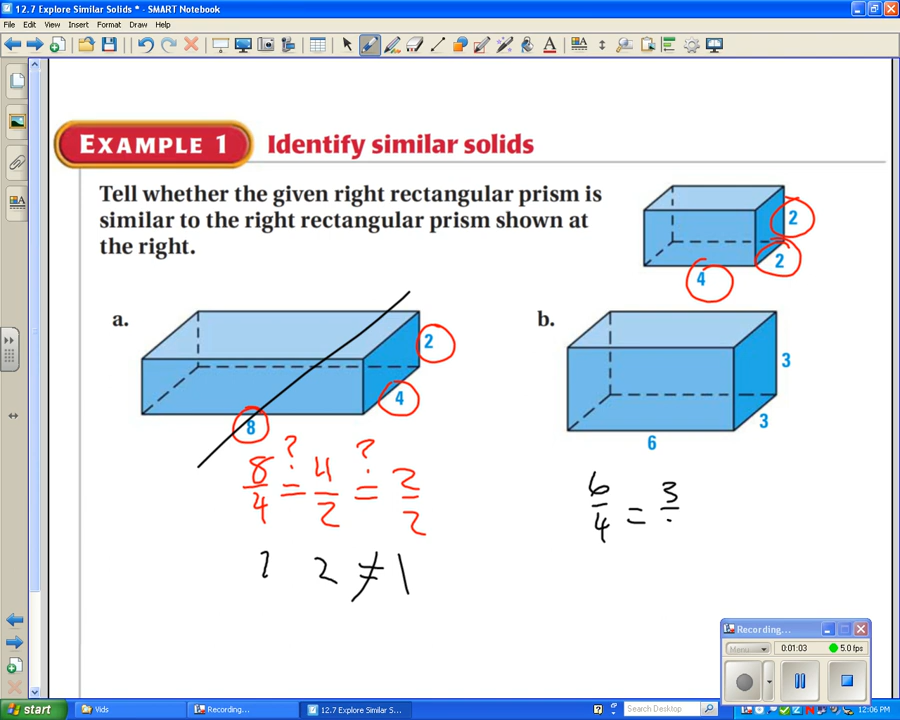 12.7 Explore Similar Solids * - SMART Notebook
File Edit View Insert Format Draw Help
EXAMPLE 1 Identify similar solids
Tell whether the given right rectangular prism is
similar to the right rectangular prism shown at
the right.
2
2
4
a.
2
4
8
b.
3
3
6
8/4 ?= 4/2 ?= 2/2
2 2 ≠ 1
6/4 = 3/
Recording...
Menu
0:01:03
5.0 fps
start
Vids
Recording...
12.7 Explore Similar S...
Search Desktop
12:06 PM